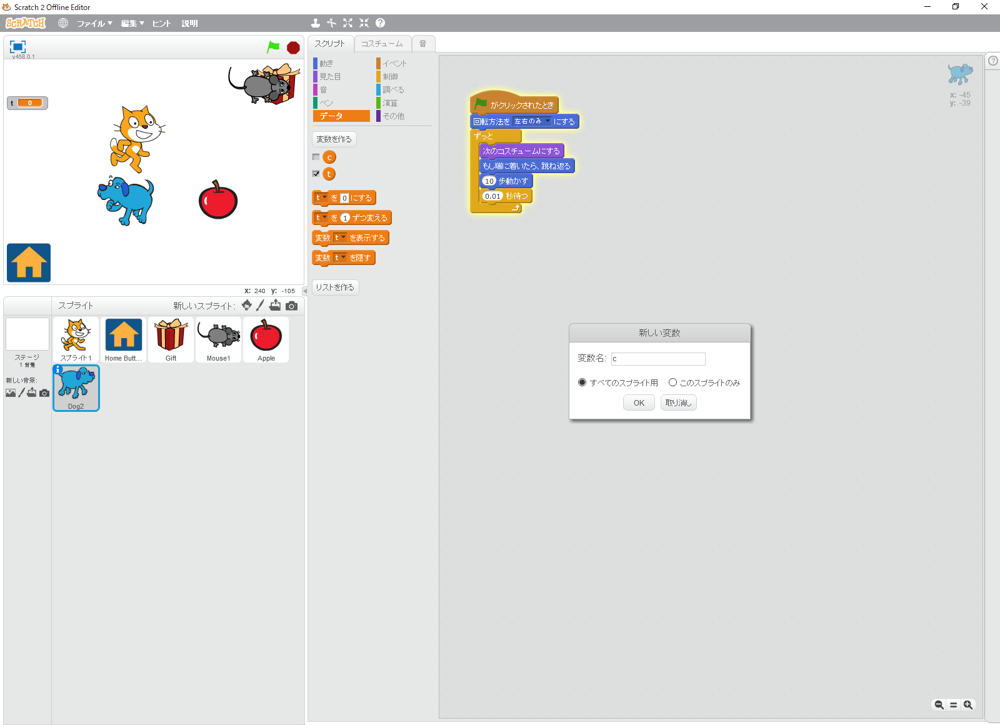 Scratch 2 Offline Editor
SCRATCH ファイル 編集 ヒント 説明
v458.0.1
t 0
x: 240 y: -105
スプライト 新しいスプライト:
ステージ
1 背景
新しい背景:
スプライト1
Home Butt...
Gift
Mouse1
Apple
Dog2
スクリプト コスチューム 音
動き イベント
見た目 制御
音 調べる
ペン 演算
データ その他
変数を作る
c
t
t を 0 にする
t を 1 ずつ変える
変数 t を表示する
変数 t を隠す
リストを作る
がクリックされたとき
回転方法を 左右のみ にする
ずっと
次のコスチュームにする
もし端に着いたら、跳ね返る
10 歩動かす
0.01 秒待つ
x: -45
y: -39
新しい変数
変数名: c
すべてのスプライト用 このスプライトのみ
OK 取り消し